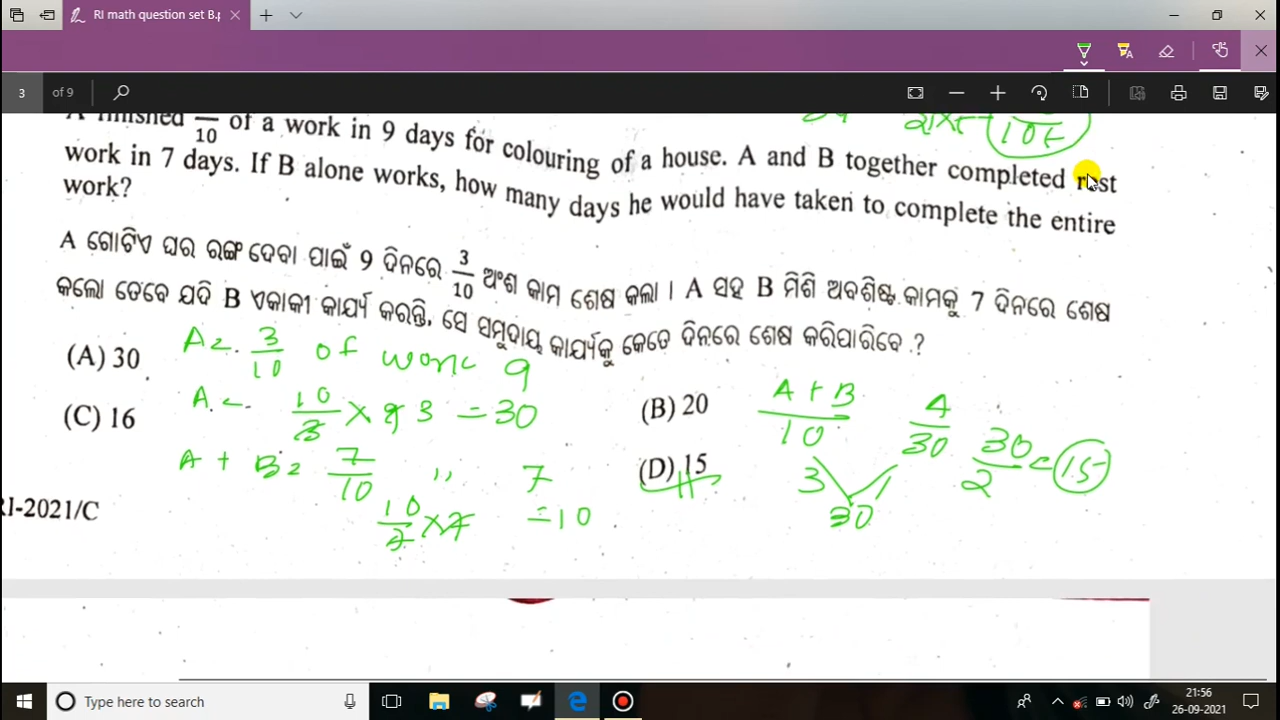 RI math question set B.p
3 of 9
A finished /10 of a work in 9 days for colouring of a house. A and B together completed rest
work in 7 days. If B alone works, how many days he would have taken to complete the entire
work?
A ଗୋଟିଏ ଘର ରଙ୍ଗ ଦେବା ପାଇଁ 9 ଦିନରେ 3/10 ଅଂଶ କାମ ଶେଷ କଲା । A ସହ B ମିଶି ଅବଶିଷ୍ଟ କାମକୁ 7 ଦିନରେ ଶେଷ
କଲେ। ତେବେ ଯଦି B ଏକାକୀ କାର୍ଯ୍ୟ କରନ୍ତି, ସେ ସମୁଦାୟ କାର୍ଯ୍ୟକୁ କେତେ ଦିନରେ ଶେଷ କରିପାରିବେ ?
(A) 30
(B) 20
(C) 16
(D) 15
A = 3/10 of work 9
A = 10/3 × 9 3 = 30
A + B = 7/10 " 7
10/7 × 7 = 10
A + B
10
3
1
30
A
30
30/2 = 15
RI-2021/C
Type here to search
21:56
26-09-2021